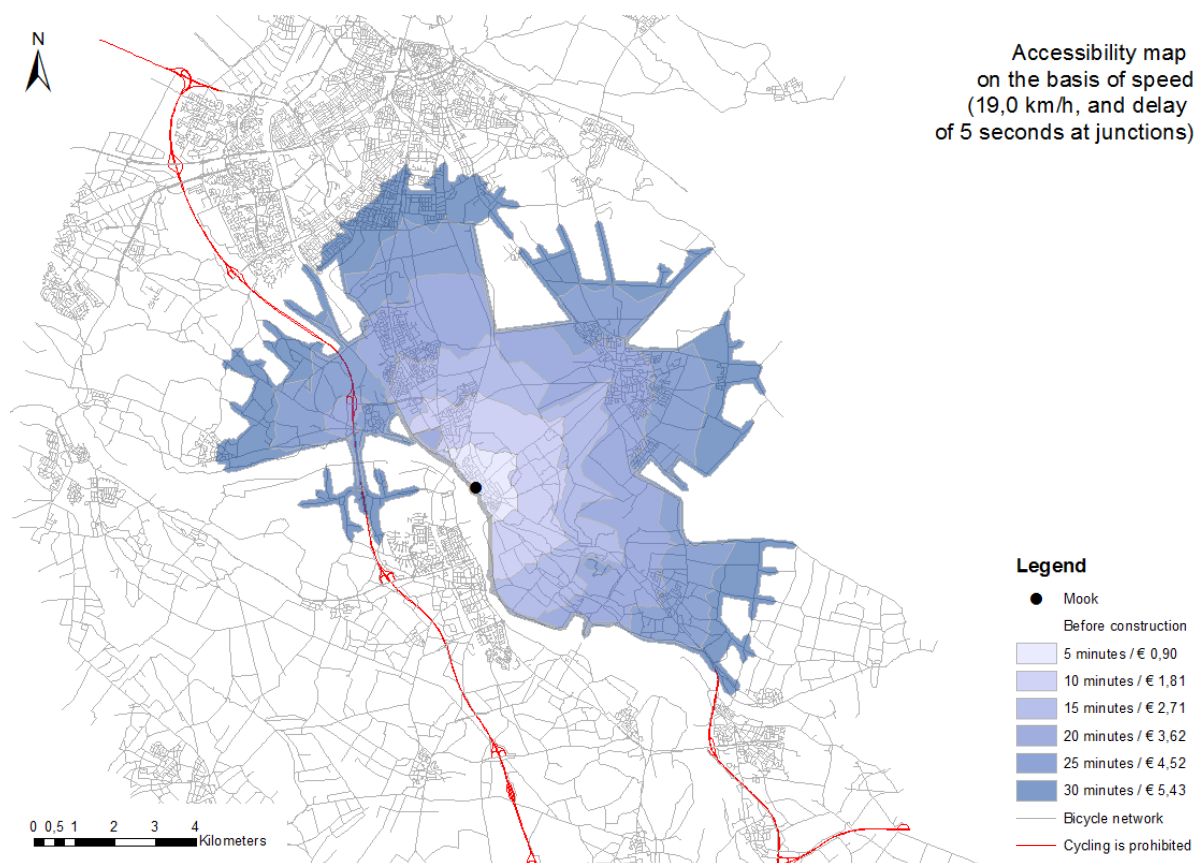 N
Accessibility map
on the basis of speed
(19,0 km/h, and delay
of 5 seconds at junctions)
Legend
Mook
Before construction
5 minutes / € 0,90
10 minutes / € 1,81
15 minutes / € 2,71
20 minutes / € 3,62
25 minutes / € 4,52
30 minutes / € 5,43
Bicycle network
Cycling is prohibited
0 0,5 1 2 3 4
Kilometers